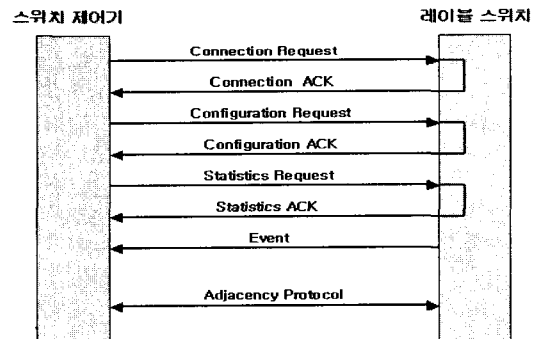 스위치 제어기
레이블 스위치
Connection Request
Connection ACK
Configuration Request
Configuration ACK
Statistics Request
Statistics ACK
Event
Adjacency Protocol